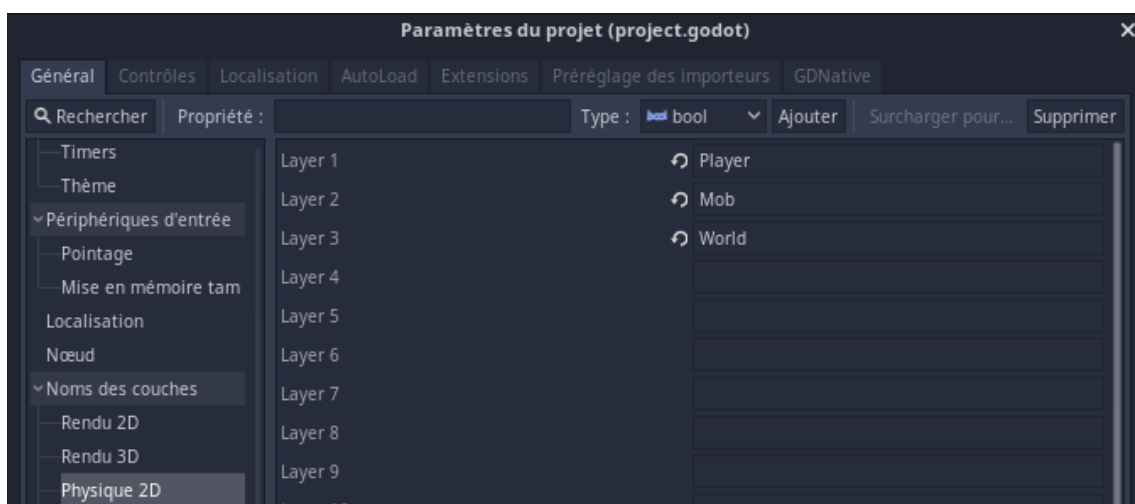 Paramètres du projet (project.godot)
Général Contrôles Localisation AutoLoad Extensions Préréglage des importeurs GDNative
Rechercher Propriété : Type : bool Ajouter Surcharger pour... Supprimer
Timers
Thème
Périphériques d'entrée
Pointage
Mise en mémoire tam
Localisation
Nœud
Noms des couches
Rendu 2D
Rendu 3D
Physique 2D
Layer 1 Player
Layer 2 Mob
Layer 3 World
Layer 4
Layer 5
Layer 6
Layer 7
Layer 8
Layer 9